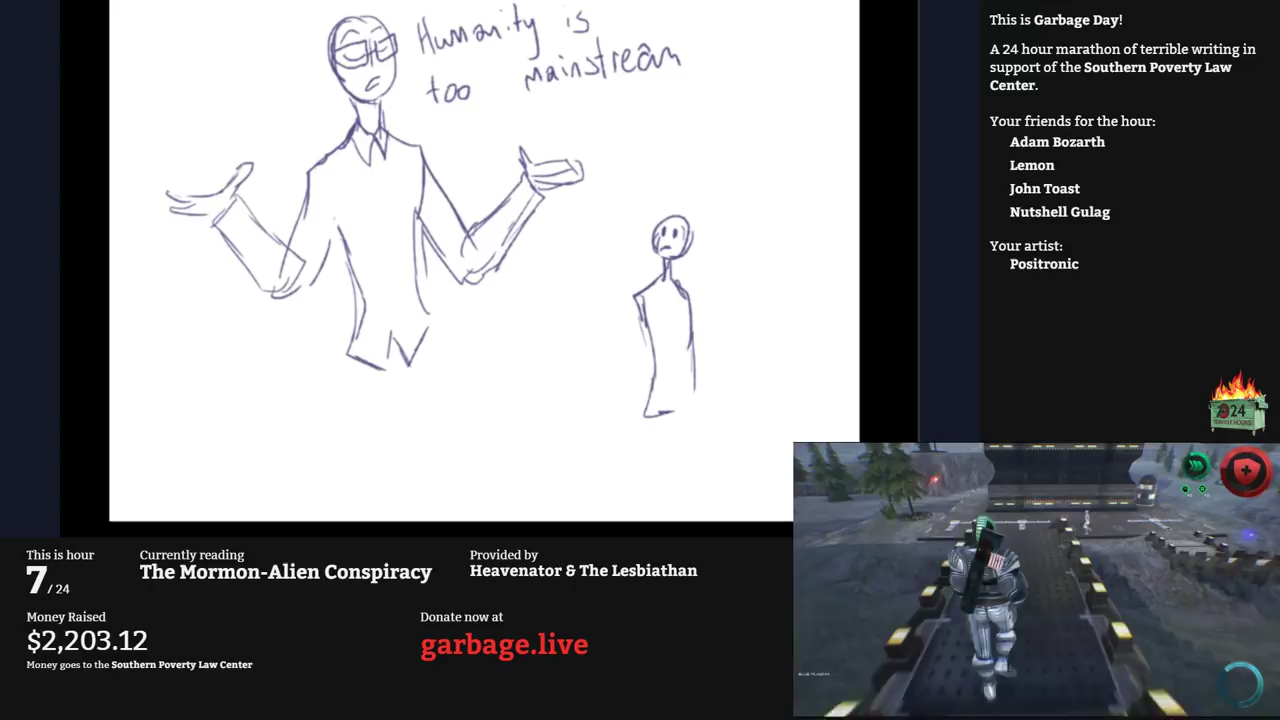 Humanity is
too mainstream
This is Garbage Day!
A 24 hour marathon of terrible writing in
support of the Southern Poverty Law
Center.
Your friends for the hour:
Adam Bozarth
Lemon
John Toast
Nutshell Gulag
Your artist:
Positronic
This is hour
7 / 24
Currently reading
The Mormon-Alien Conspiracy
Provided by
Heavenator & The Lesbiathan
Money Raised
$2,203.12
Money goes to the Southern Poverty Law Center
Donate now at
garbage.live
BLUE PLASMA